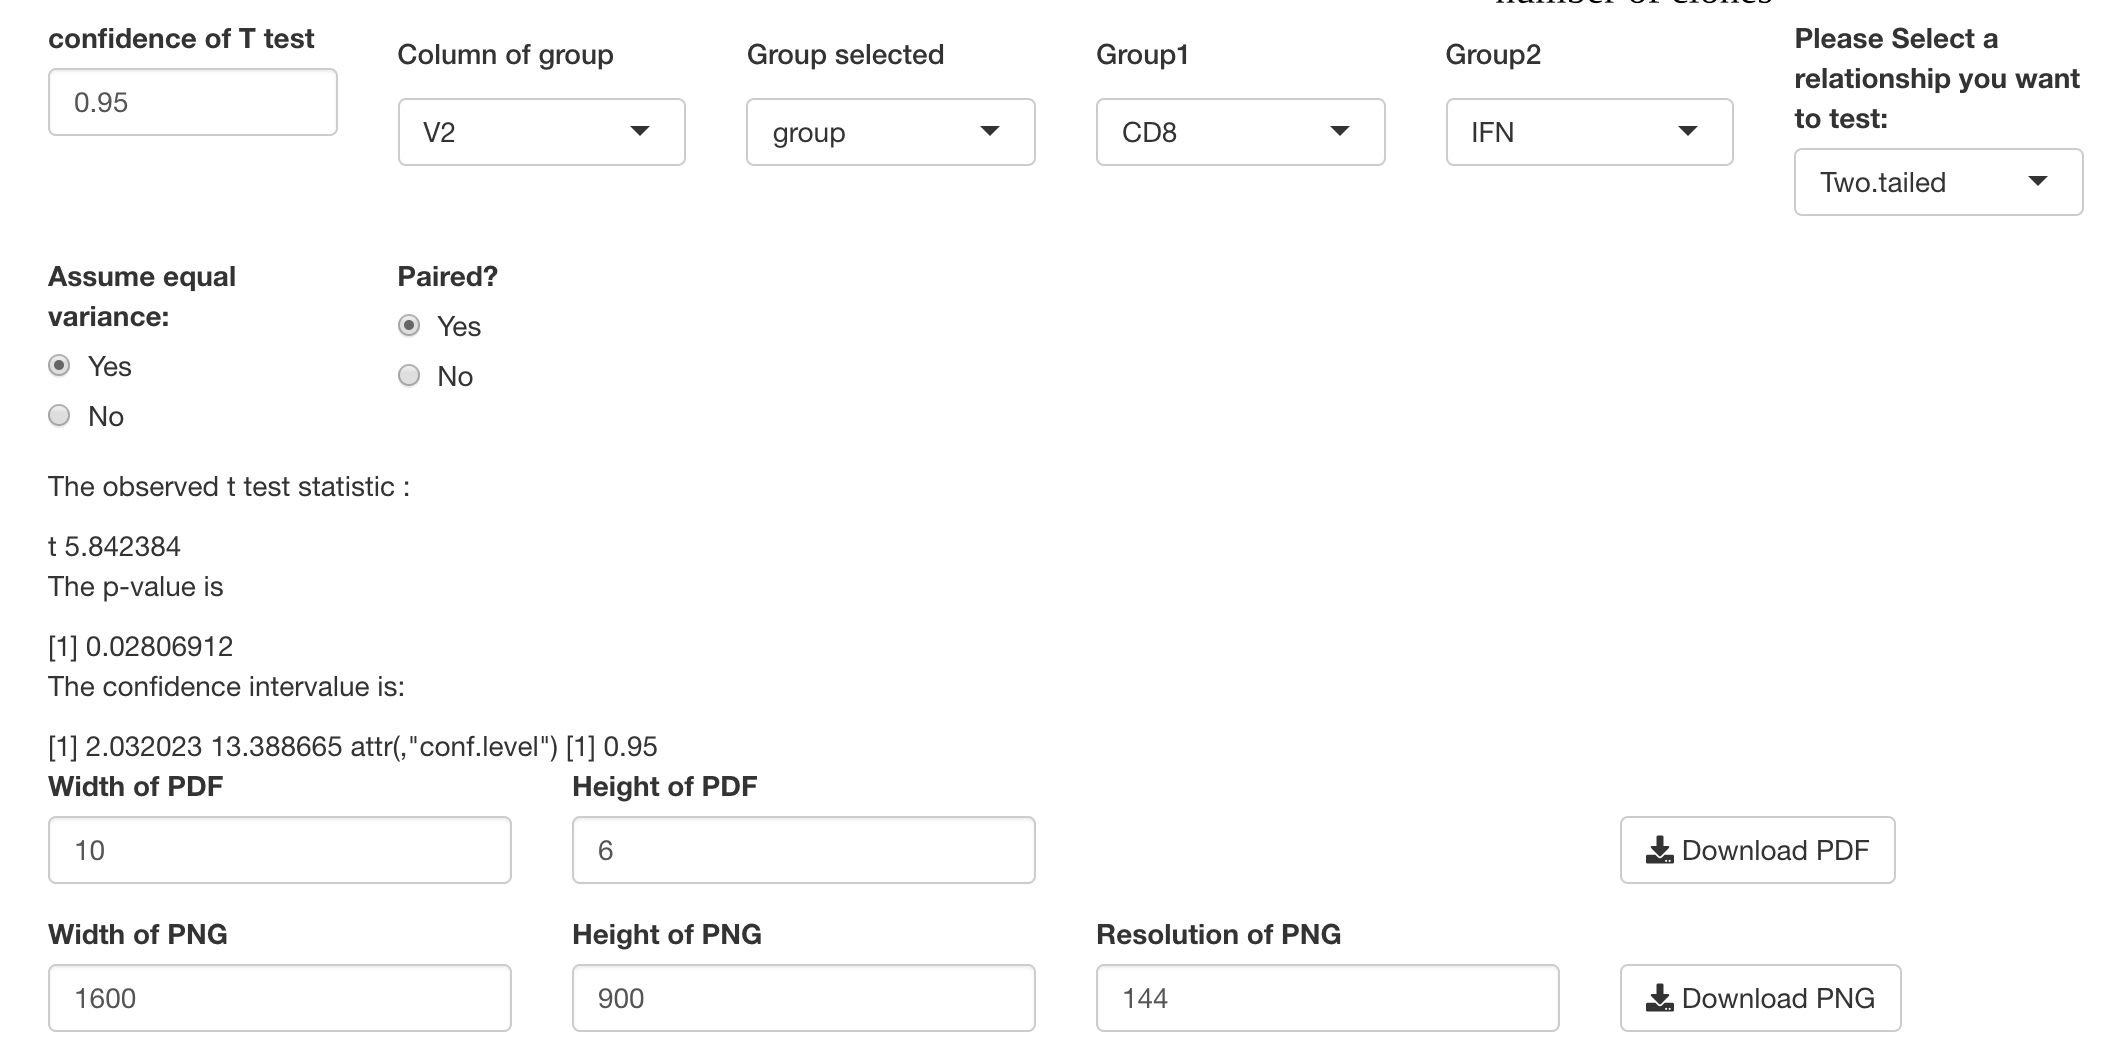 number of clones
confidence of T test
Column of group
Group selected
Group1
Group2
Please Select a
relationship you want
to test:
0.95
V2
group
CD8
IFN
Two.tailed
Assume equal
variance:
Yes
No
Paired?
Yes
No
The observed t test statistic :
t 5.842384
The p-value is
[1] 0.02806912
The confidence intervalue is:
[1] 2.032023 13.388665 attr(,"conf.level") [1] 0.95
Width of PDF
Height of PDF
10
6
Download PDF
Width of PNG
Height of PNG
Resolution of PNG
1600
900
144
Download PNG